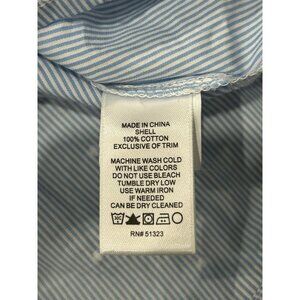 MADE IN CHINA
SHELL
100% COTTON
EXCLUSIVE OF TRIM
MACHINE WASH COLD
WITH LIKE COLORS
DO NOT USE BLEACH
TUMBLE DRY LOW
USE WARM IRON
IF NEEDED
CAN BE DRY CLEANED
RN# 51323